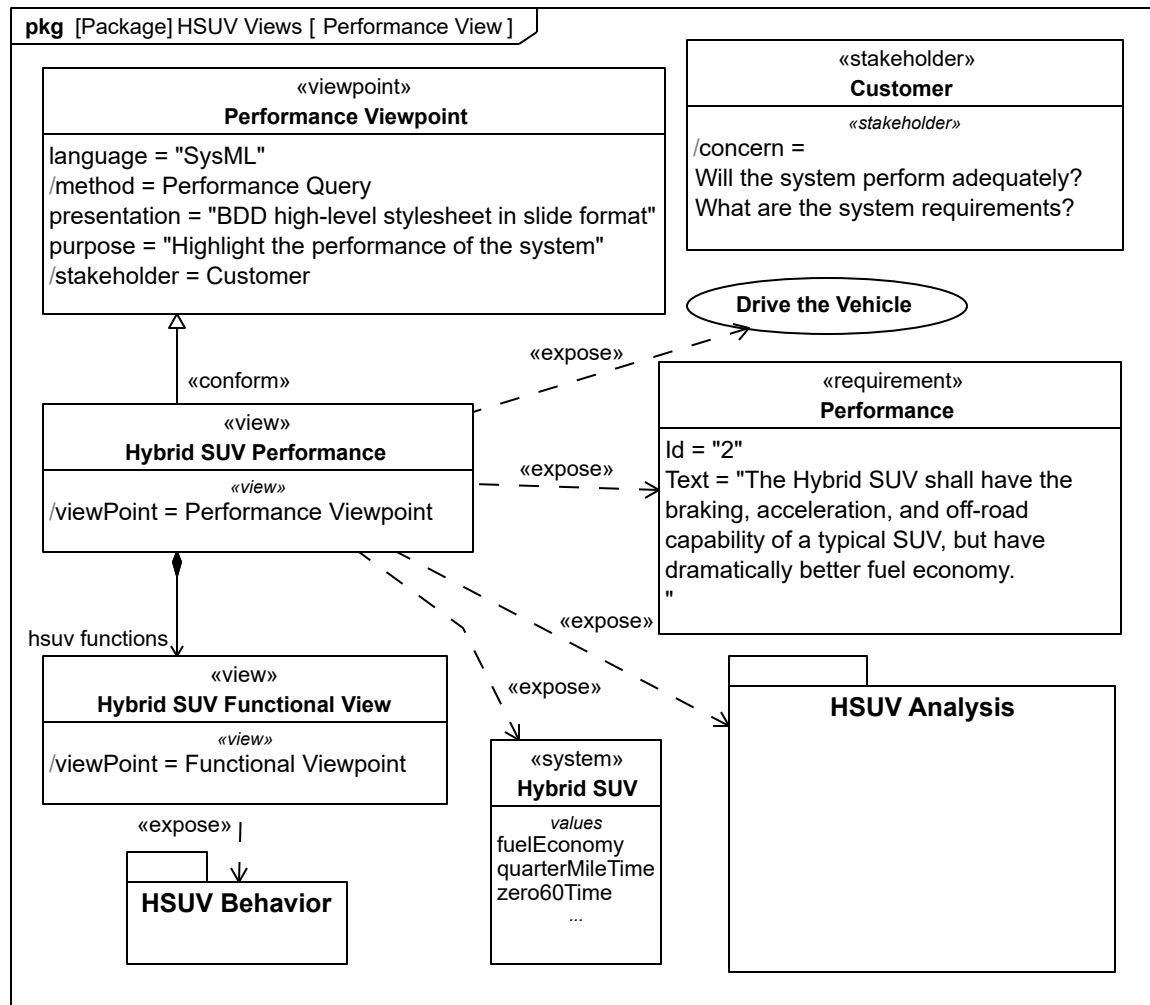 pkg [Package] HSUV Views [ Performance View ]
«viewpoint»
Performance Viewpoint
language = "SysML"
/method = Performance Query
presentation = "BDD high-level stylesheet in slide format"
purpose = "Highlight the performance of the system"
/stakeholder = Customer
«stakeholder»
Customer
«stakeholder»
/concern =
Will the system perform adequately?
What are the system requirements?
Drive the Vehicle
«expose»
«conform»
«requirement»
Performance
Id = "2"
Text = "The Hybrid SUV shall have the
braking, acceleration, and off-road
capability of a typical SUV, but have
dramatically better fuel economy.
"
«view»
Hybrid SUV Performance
«view»
/viewPoint = Performance Viewpoint
«expose»
«expose»
«expose»
hsuv functions
«view»
Hybrid SUV Functional View
«view»
/viewPoint = Functional Viewpoint
«expose»
HSUV Behavior
«system»
Hybrid SUV
values
fuelEconomy
quarterMileTime
zero60Time
...
HSUV Analysis